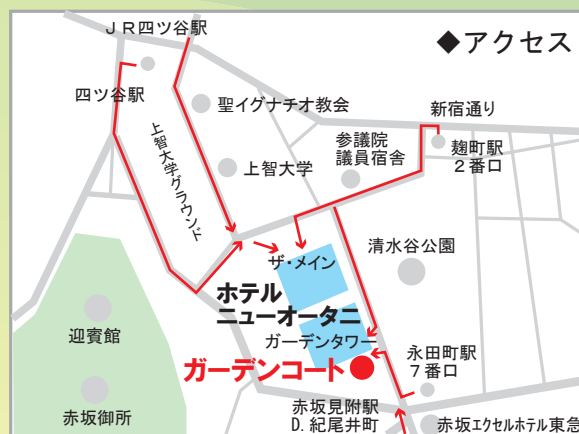 JR四ツ谷駅
◆アクセス
四ツ谷駅
聖イグナチオ教会
新宿通り
上智大学グラウンド
参議院
議員宿舎
麹町駅
2番口
上智大学
清水谷公園
ザ・メイン
ホテル
ニューオータニ
ガーデンタワー
迎賓館
永田町駅
7番口
ガーデンコート
赤坂御所
赤坂見附駅
D. 紀尾井町
赤坂エクセルホテル東急